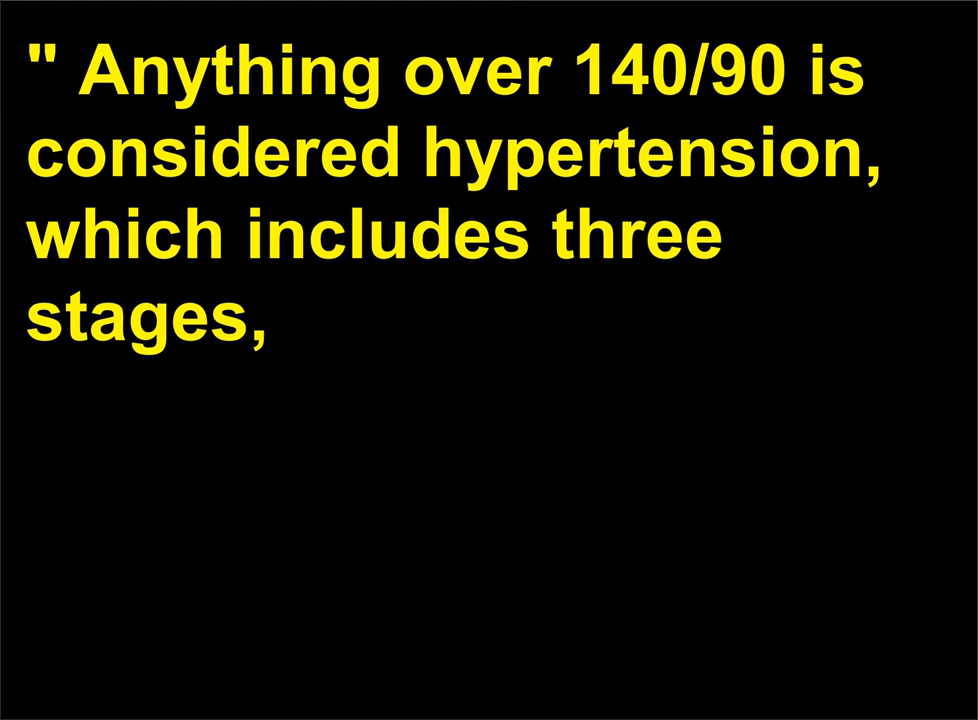 " Anything over 140/90 is
considered hypertension,
which includes three
stages,